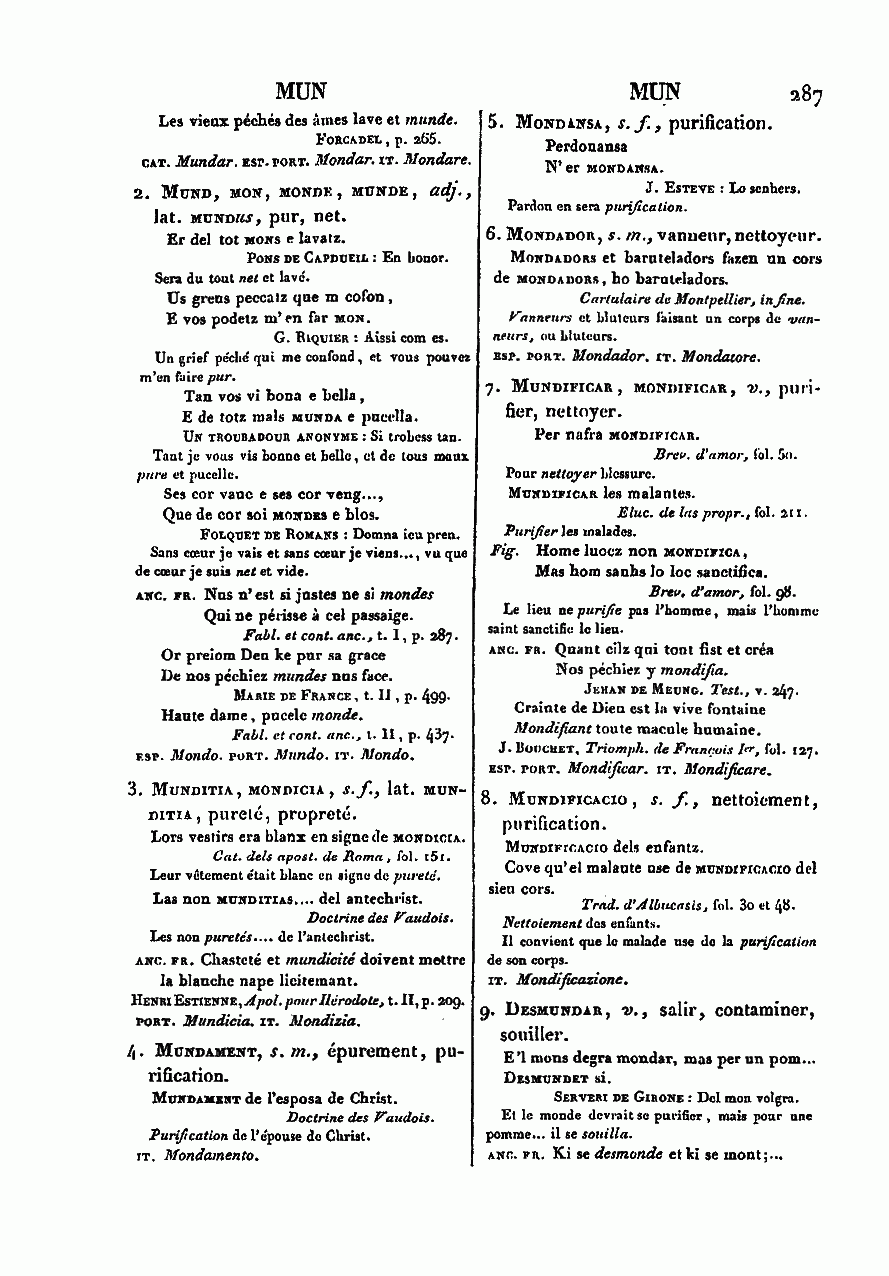 MUN
MUN 287
Les vieux péchés des âmes lave et munde.
FORCADEL, p. 265.
CAT. Mundar. ESP. PORT. Mondar. IT. Mondare.
2. MUND, MON, MONDE, MUNDE, adj.,
lat. MUNDUS, pur, net.
Er del tot MONS e lavatz.
PONS DE CAPDUEIL : En honor.
Sera du tout net et lavé.
Us greus peccatz que m cofon,
E vos podetz m' en far MON.
G. RIQUIER : Aissi com es.
Un grief péché qui me confond, et vous pouvez
m'en faire pur.
Tan vos vi bona e bella,
E de totz mals MUNDA e pucella.
UN TROUBADOUR ANONYME : Si trobess tan.
Tant je vous vis bonne et belle, et de tous maux
pure et pucelle.
Ses cor vauc e ses cor veng...,
Que de cor soi MONDES e blos.
FOLQUET DE ROMANS : Domna ieu pren.
Sans cœur je vais et sans cœur je viens..., vu que
de cœur je suis net et vide.
ANC. FR. Nus n'est si justes ne si mondes
Qui ne périsse à cel passaige.
Fabl. et cont. anc., t. I, p. 287.
Or preiom Deu ke pur sa grace
De nos péchiez mundes nus face.
MARIE DE FRANCE, t. II, p. 499.
Haute dame, pucele monde.
Fabl. et cont. anc., t. II, p. 437.
ESP. Mondo. PORT. Mundo. IT. Mondo.
3. MUNDITIA, MONDICIA, s. f., lat. MUN-
DITIA, pureté, propreté.
Lors vestirs era blanx en signe de MONDICIA.
Cat. dels apost. de Roma, fol. 151.
Leur vêtement était blanc en signe de pureté.
Las non MUNDITIAS.... del antechrist.
Doctrine des Vaudois.
Les non puretés.... de l'antechrist.
ANC. FR. Chasteté et mundicité doivent mettre
la blanche nape licitemant.
HENRI ESTIENNE, Apol. pour Hérodote, t. II, p. 209.
PORT. Mundicia. IT. Mondizia.
4. MUNDAMENT, s. m., épurement, pu-
rification.
MUNDAMENT de l'esposa de Christ.
Doctrine des Vaudois.
Purification de l'épouse de Christ.
IT. Mondamento.
5. MONDANSA, s. f., purification.
Perdonansa
N' er MONDANSA.
J. ESTEVE : Lo senhers.
Pardon en sera purification.
6. MONDADOR, s. m., vanneur, nettoyeur.
MONDADORS et baruteladors fazen un cors
de MONDADORS, ho baruteladors.
Cartulaire de Montpellier, in fine.
Vanneurs et bluteurs faisant un corps de van-
neurs, ou bluteurs.
ESP. PORT. Mondador. IT. Mondatore.
7. MUNDIFICAR, MONDIFICAR, v., puri-
fier, nettoyer.
Per nafra MONDIFICAR.
Brev. d'amor, fol. 50.
Pour nettoyer blessure.
MUNDIFICAR les malantes.
Eluc. de las propr., fol. 211.
Purifier les malades.
Fig. Home luocz non MONDIFICA,
Mas hom sanhs lo loc sanctifica.
Brev. d'amor, fol. 98.
Le lieu ne purifie pas l'homme, mais l'homme
saint sanctifie le lieu.
ANC. FR. Quant cilz qui tout fist et créa
Nos péchiez y mondifia.
JEHAN DE MEUNG. Test., v. 247.
Crainte de Dieu est la vive fontaine
Mondifiant toute macule humaine.
J. BOUCHET, Triomph. de François Ier, fol. 127.
ESP. PORT. Mondificar. IT. Mondificare.
8. MUNDIFICACIO, s. f., nettoiement,
purification.
MUNDIFICACIO dels enfantz.
Cove qu'el malaute use de MUNDIFICACIO del
sieu cors.
Trad. d'Albucasis, fol. 30 et 48.
Nettoiement des enfants.
Il convient que le malade use de la purification
de son corps.
IT. Mondificazione.
9. DESMUNDAR, v., salir, contaminer,
souiller.
E'l mons degra mondar, mas per un pom...
DESMUNDET si.
SERVERI DE GIRONE : Del mon volgra.
Et le monde devrait se purifier, mais pour une
pomme... il se souilla.
ANC. FR. Ki se desmonde et ki se mont;...